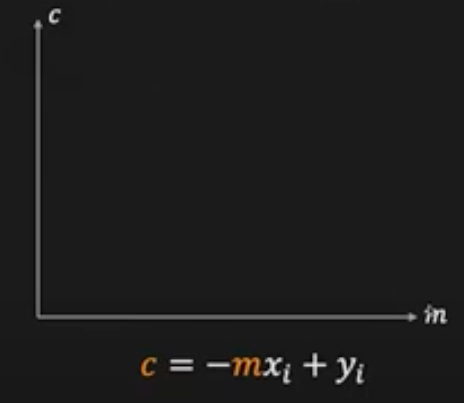 c
m
c = −mxᵢ + yᵢ